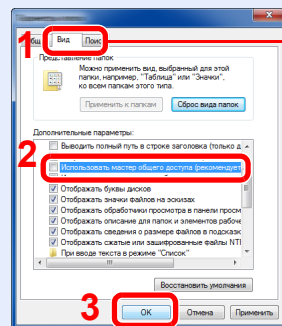 1
Вид
Поис
Представление папок
Можно применить вид, выбранный для этой
папки, например, "Таблица" или "Значки",
ко всем папкам этого типа.
Применить к папкам
Сброс вида папок
Дополнительные параметры:
Выводить полный путь в строке заголовка (только д
2
Использовать мастер общего доступа (рекомендует
Отображать буквы дисков
Отображать значки файлов на эскизах
Отображать обработчики просмотра в панели просм
Отображать описание для папок и элементов рабоче
Отображать сведения о размере файлов в подсказк
Отображать сжатые или зашифрованные файлы NT
При вводе текста в режиме "Список"
Восстановить умолчания
3
OK
Отмена
Применить